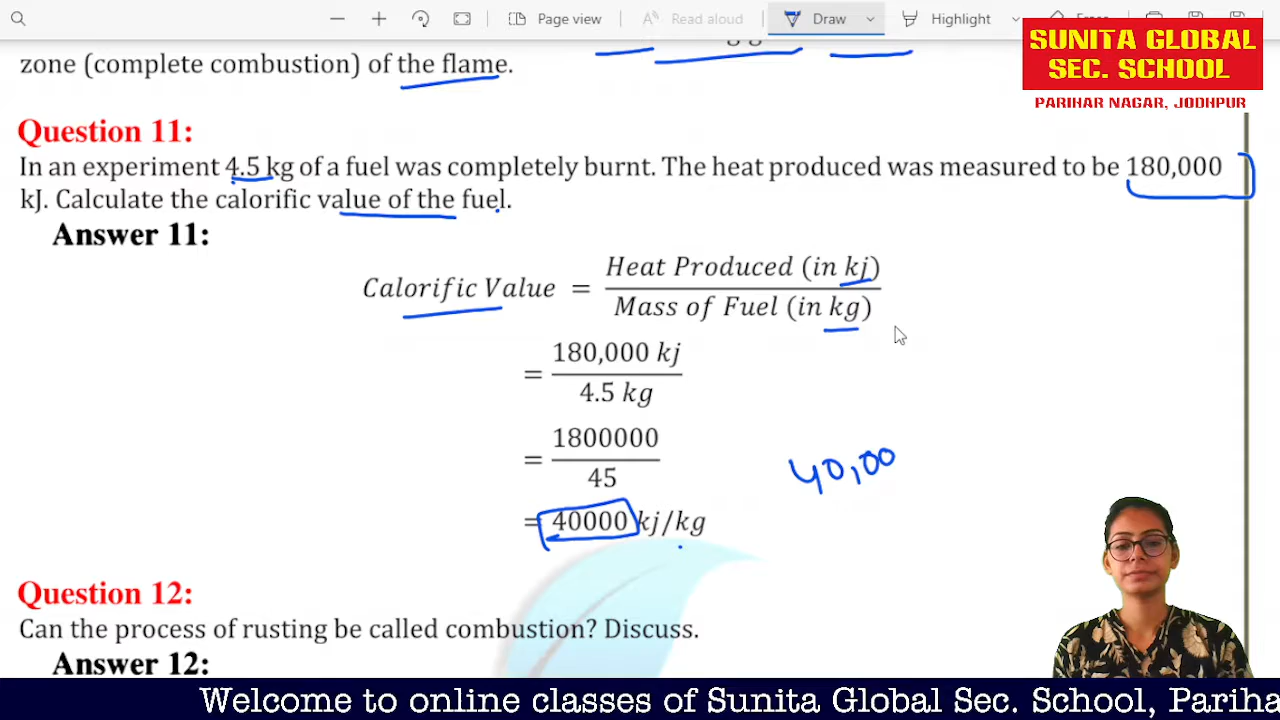 Page view
Read aloud
Draw
Highlight
SUNITA GLOBAL
SEC. SCHOOL
PARIHAR NAGAR, JODHPUR
zone (complete combustion) of the flame.
Question 11:
In an experiment 4.5 kg of a fuel was completely burnt. The heat produced was measured to be 180,000
kJ. Calculate the calorific value of the fuel.
Answer 11:
Calorific Value = Heat Produced (in kj)
Mass of Fuel (in kg)
= 180,000 kj
4.5 kg
= 1800000
45
40,00
= 40000 kj/kg
Question 12:
Can the process of rusting be called combustion? Discuss.
Answer 12:
Welcome to online classes of Sunita Global Sec. School, Pariha